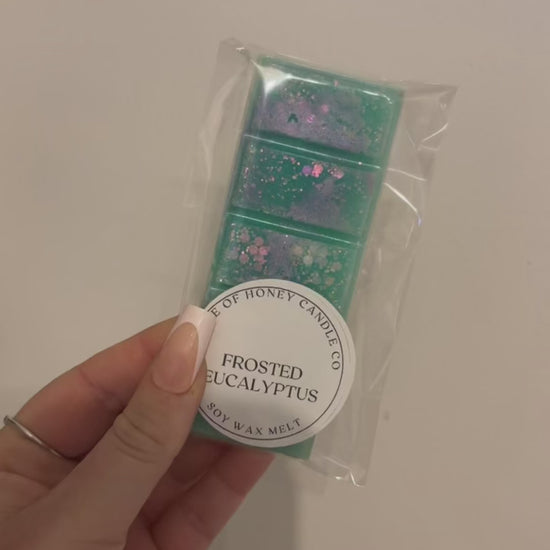 E OF HONEY CANDLE CO
FROSTED
EUCALYPTUS
SOY WAX MELT